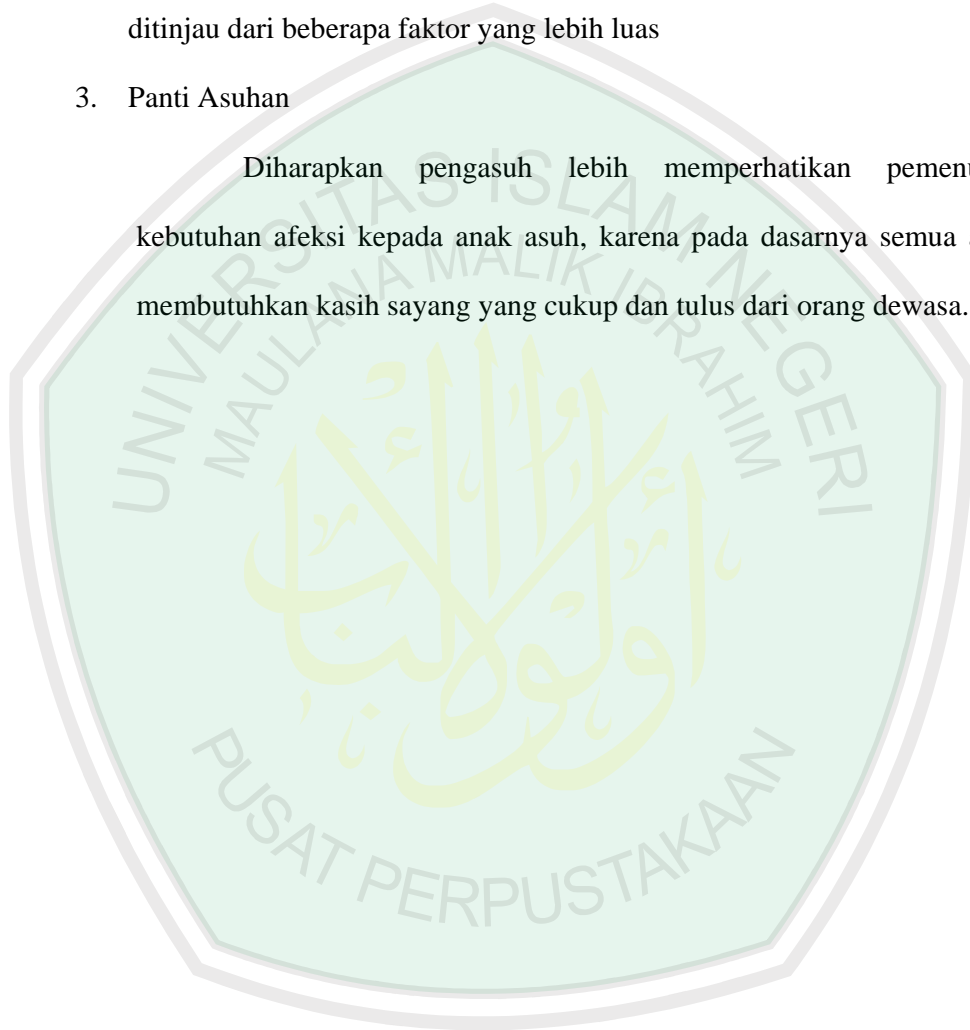 ditinjau dari beberapa faktor yang lebih luas
3. Panti Asuhan
Diharapkan pengasuh lebih memperhatikan
kebutuhan afeksi kepada anak asuh, karena pada dasarnya semua
membutuhkan kasih sayang yang cukup dan tulus dari orang dewasa.
UNIVERSITAS ISLAM NEGERI
MAULANA MALIK IBRAHIM
أولوا الألباب
PUSAT PERPUSTAKAAN